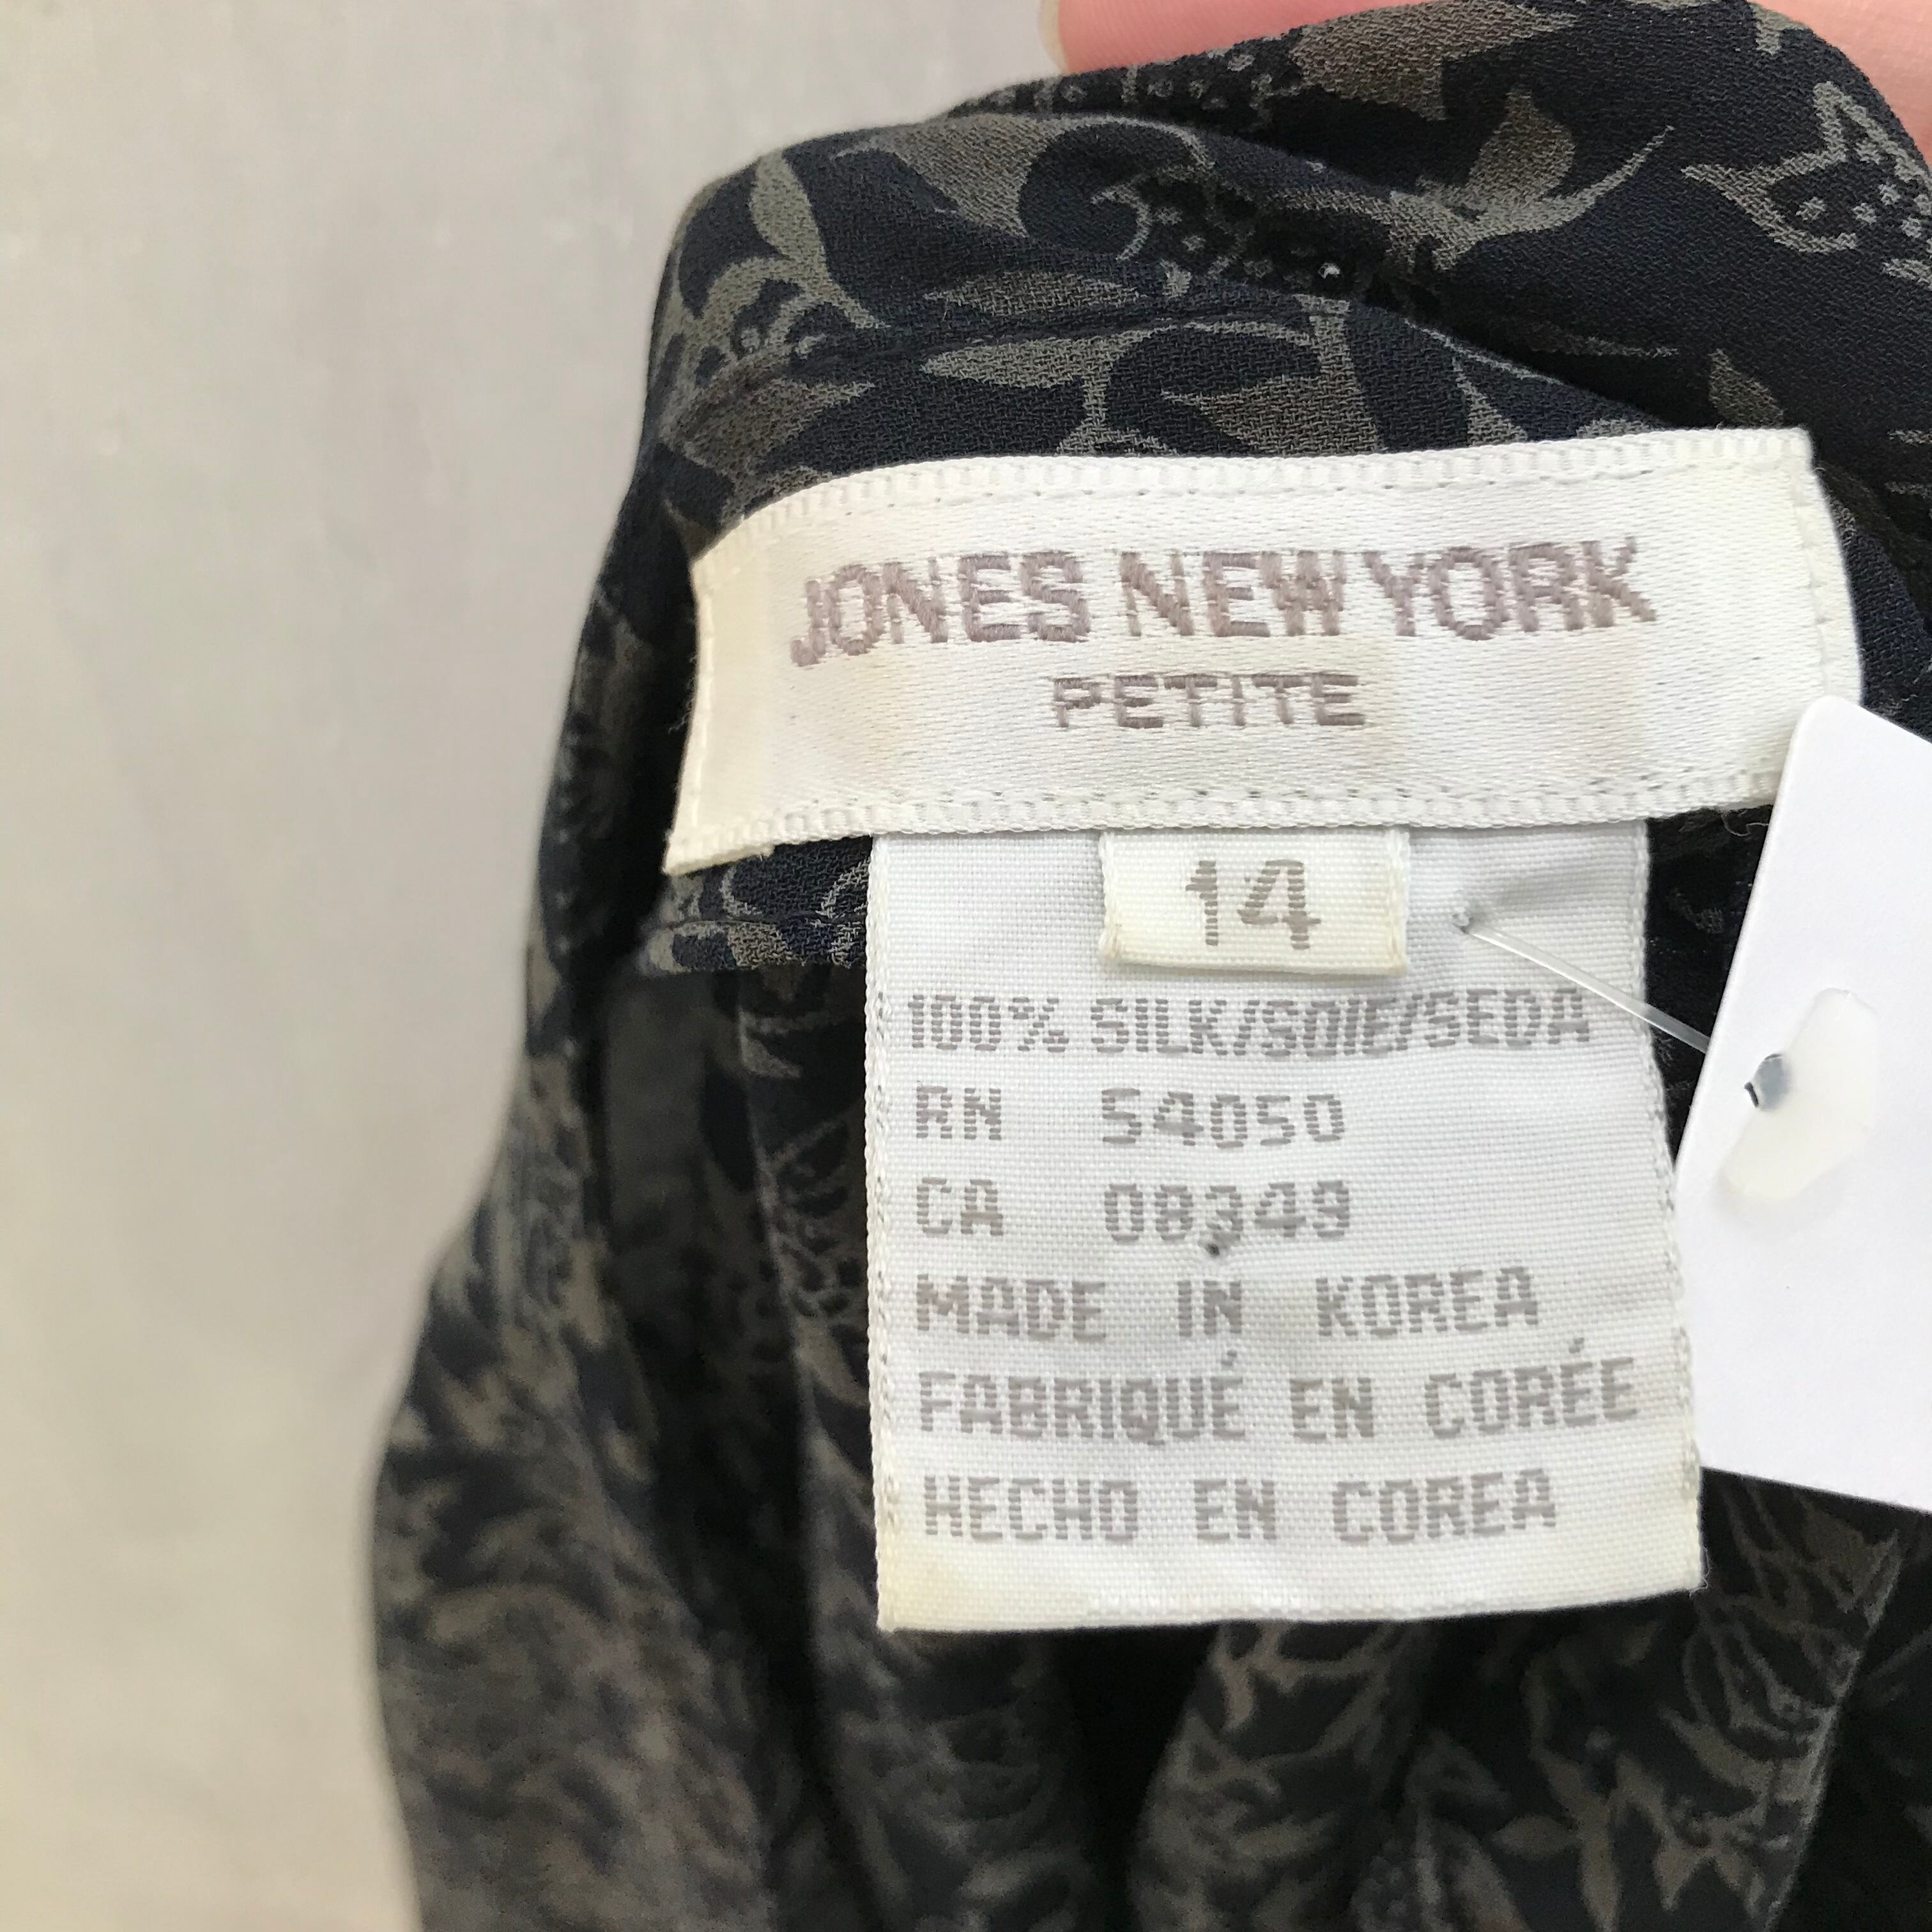 JONES NEW YORK
PETITE
14
100% SILK/SOIE/SEDA
RN 54050
CA 08349
MADE IN KOREA
FABRIQUÉ EN CORÉE
HECHO EN COREA